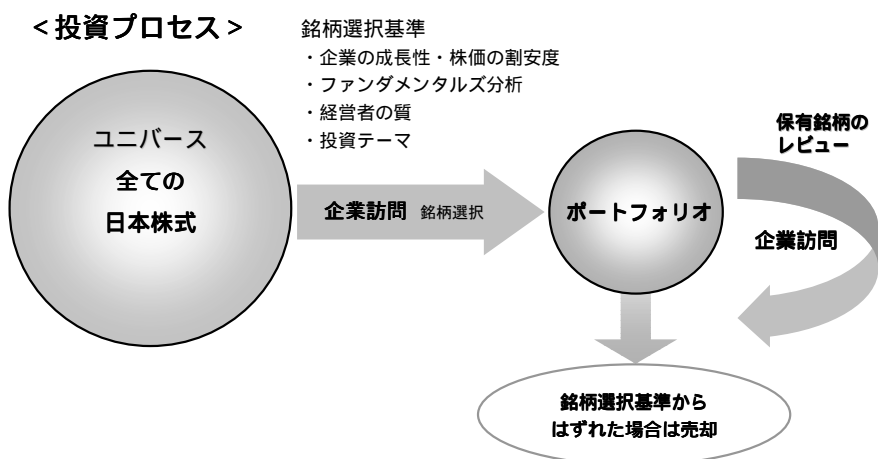 ＜投資プロセス＞
銘柄選択基準
・企業の成長性・株価の割安度
・ファンダメンタルズ分析
・経営者の質
・投資テーマ
ユニバース
全ての
日本株式
企業訪問 銘柄選択
ポートフォリオ
保有銘柄の
レビュー
企業訪問
銘柄選択基準から
はずれた場合は売却